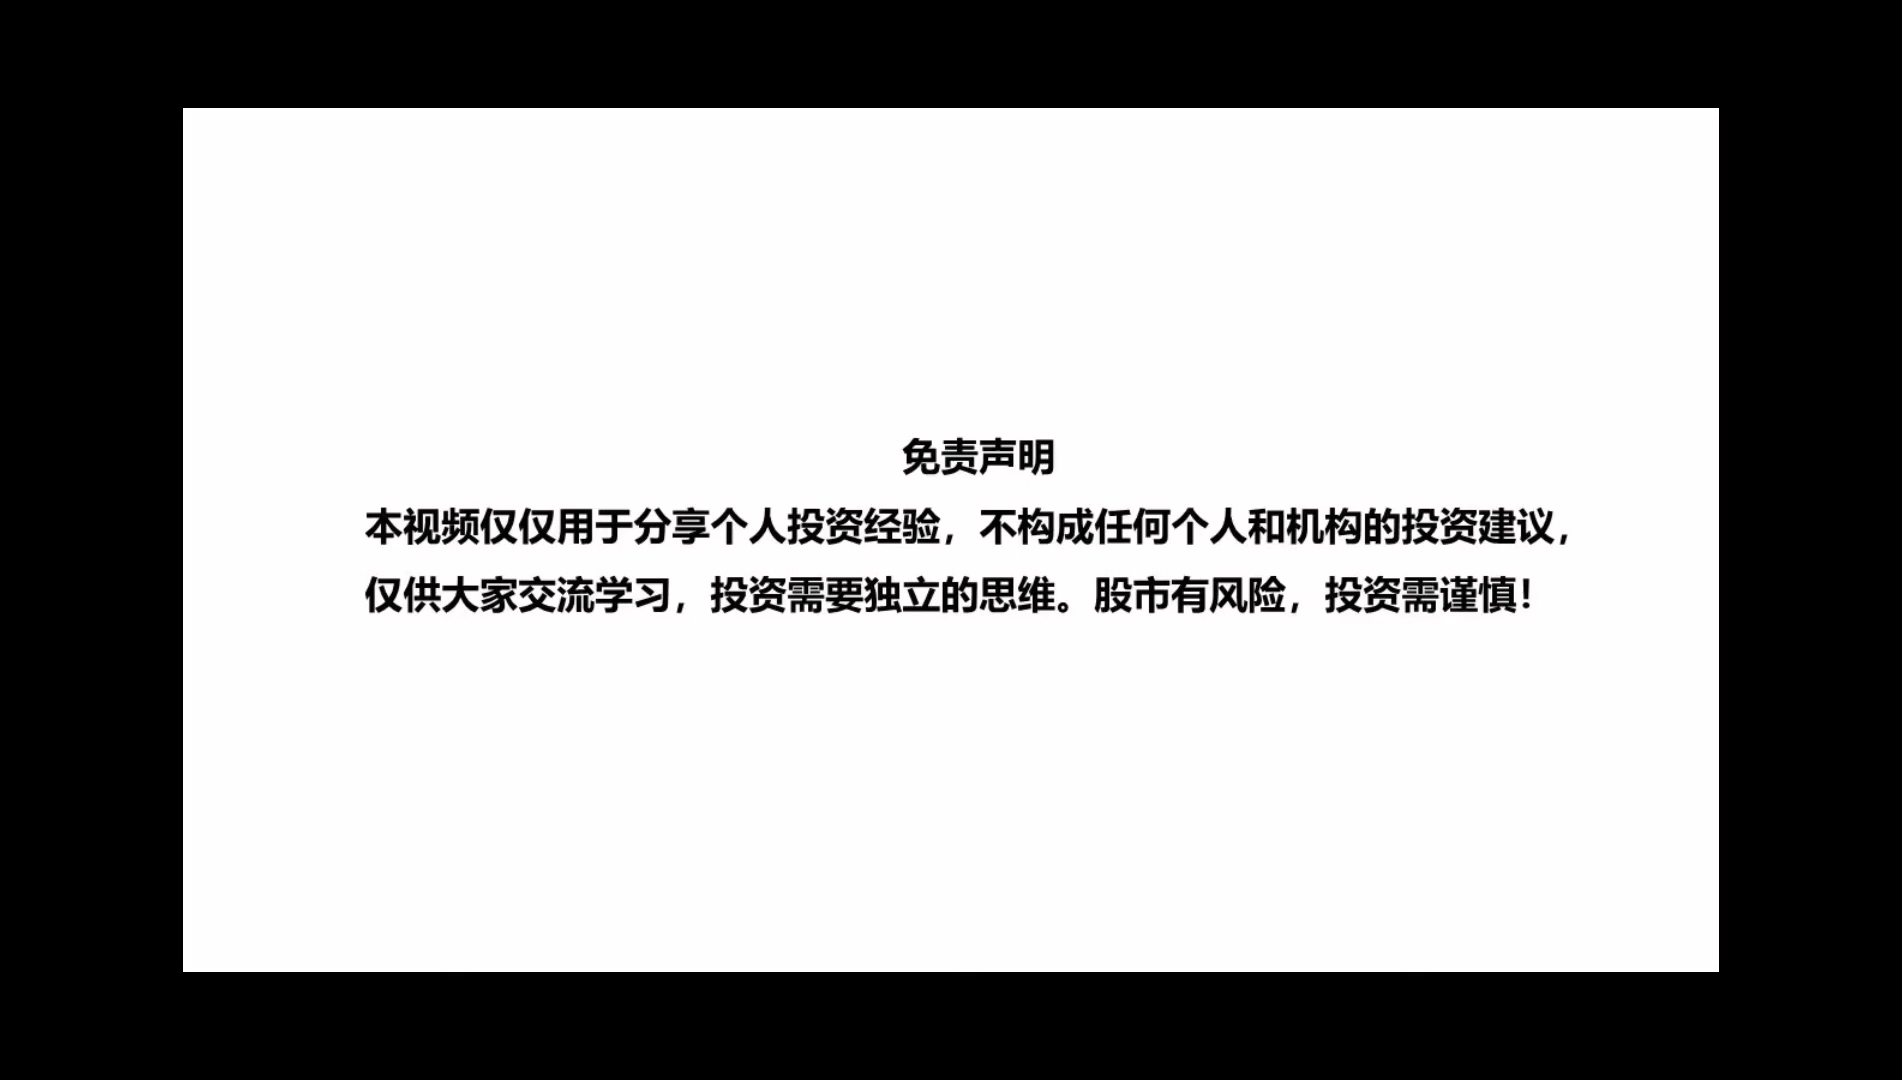 免责声明
本视频仅仅用于分享个人投资经验，不构成任何个人和机构的投资建议，
仅供大家交流学习，投资需要独立的思维。股市有风险，投资需谨慎！